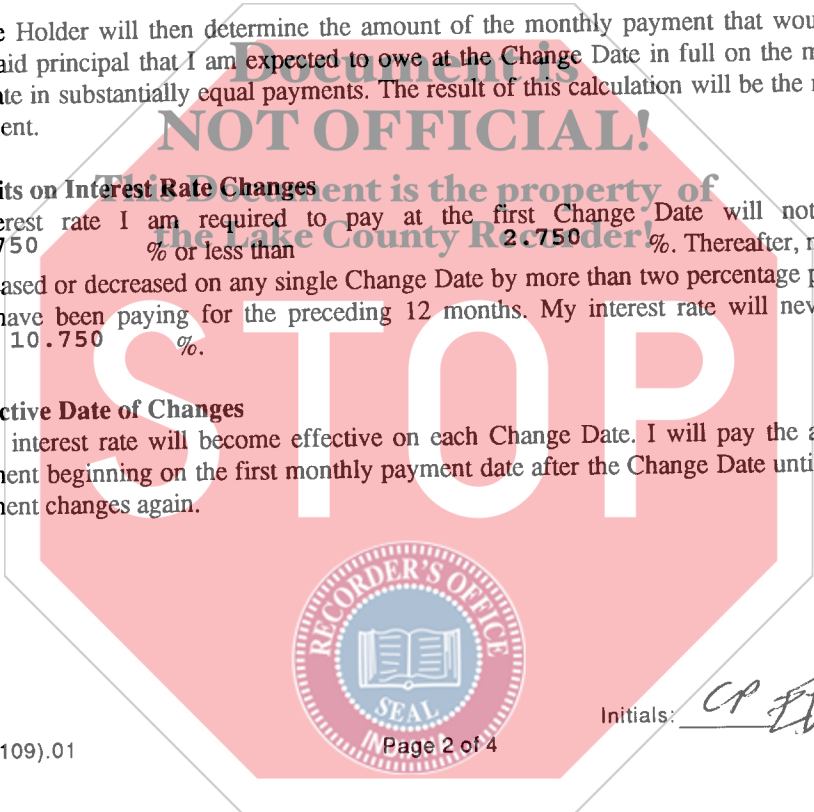 e Holder will then determine the amount of the monthly payment that wou
aid principal that I am expected to owe at the Change Date in full on the m
te in substantially equal payments. The result of this calculation will be the
ent.
Document is
NOT OFFICIAL!
This Document is the property of
the Lake County Recorder!
its on Interest Rate Changes
erest rate I am required to pay at the first Change Date will not
750 % or less than 2.750 %. Thereafter,
ased or decreased on any single Change Date by more than two percentage p
have been paying for the preceding 12 months. My interest rate will nev
10.750 %.
STOP
ctive Date of Changes
interest rate will become effective on each Change Date. I will pay the a
nent beginning on the first monthly payment date after the Change Date unti
nent changes again.
RECORDER'S OFFICE
SEAL
INDIANA
Initials: CP
109).01
Page 2 of 4